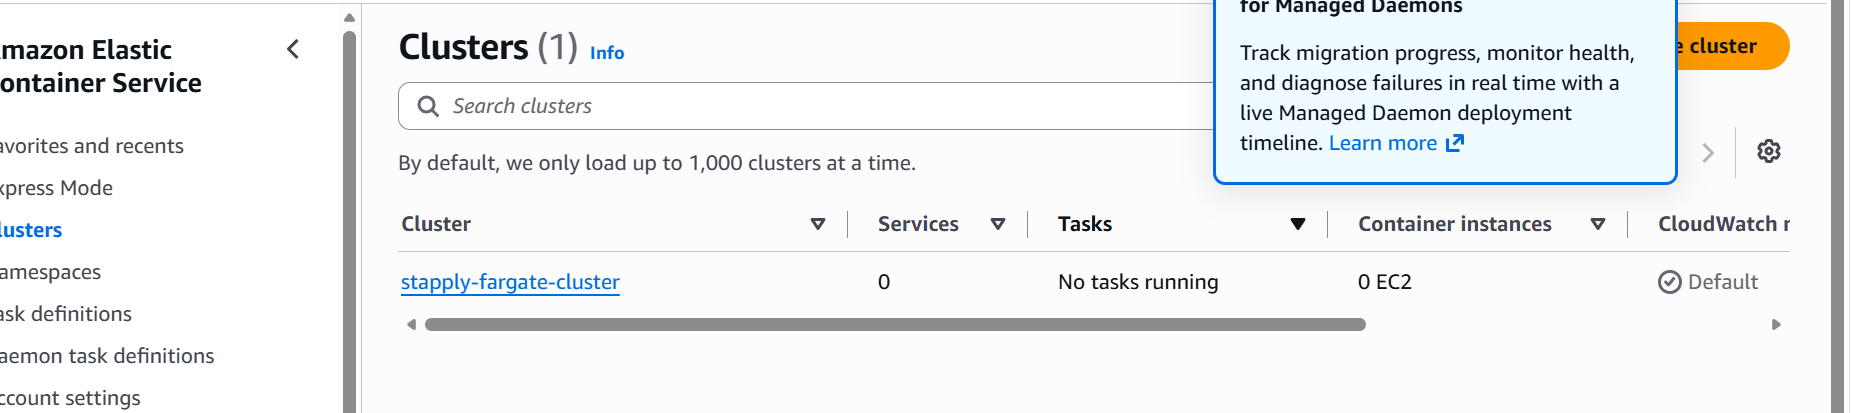 mazon Elastic
ontainer Service
avorites and recents
xpress Mode
lusters
amespaces
ask definitions
aemon task definitions
ccount settings
Clusters (1) Info
Search clusters
By default, we only load up to 1,000 clusters at a time.
for Managed Daemons
Track migration progress, monitor health,
and diagnose failures in real time with a
live Managed Daemon deployment
timeline. Learn more
e cluster
Cluster Services Tasks Container instances CloudWatch
stapply-fargate-cluster 0 No tasks running 0 EC2 Default